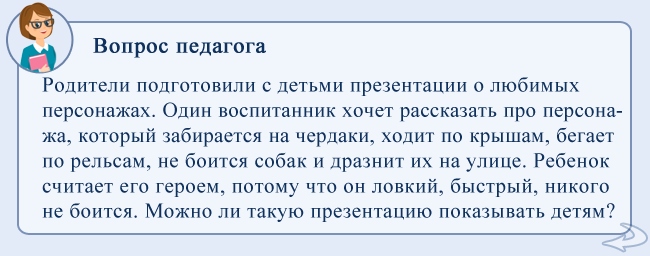 Вопрос педагога
Родители подготовили с детьми презентации о любимых
персонажах. Один воспитанник хочет рассказать про персона-
жа, который забирается на чердаки, ходит по крышам, бегает
по рельсам, не боится собак и дразнит их на улице. Ребенок
считает его героем, потому что он ловкий, быстрый, никого
не боится. Можно ли такую презентацию показывать детям?